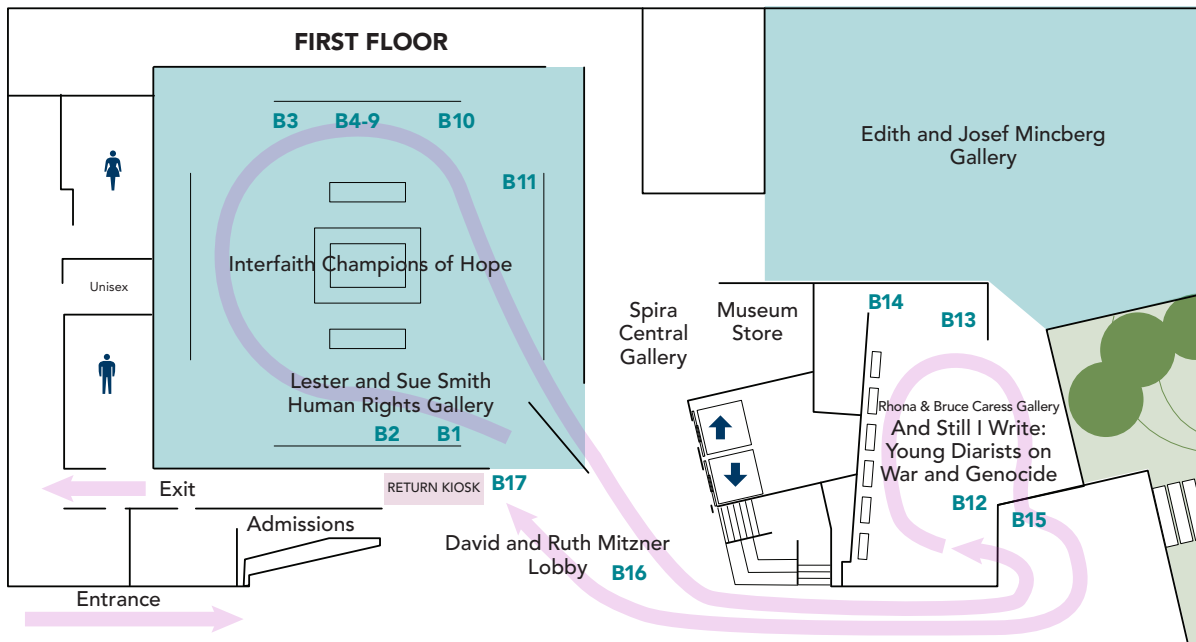 FIRST FLOOR
B3
B4-9
B10
B11
Edith and Josef Mincberg
Gallery
Interfaith Champions of Hope
Unisex
Lester and Sue Smith
Human Rights Gallery
B2
B1
Spira
Central
Gallery
Museum
Store
B14
B13
Rhona & Bruce Caress Gallery
And Still I Write:
Young Diarists on
War and Genocide
B12
B15
Exit
RETURN KIOSK
B17
Admissions
David and Ruth Mitzner
Lobby
B16
Entrance